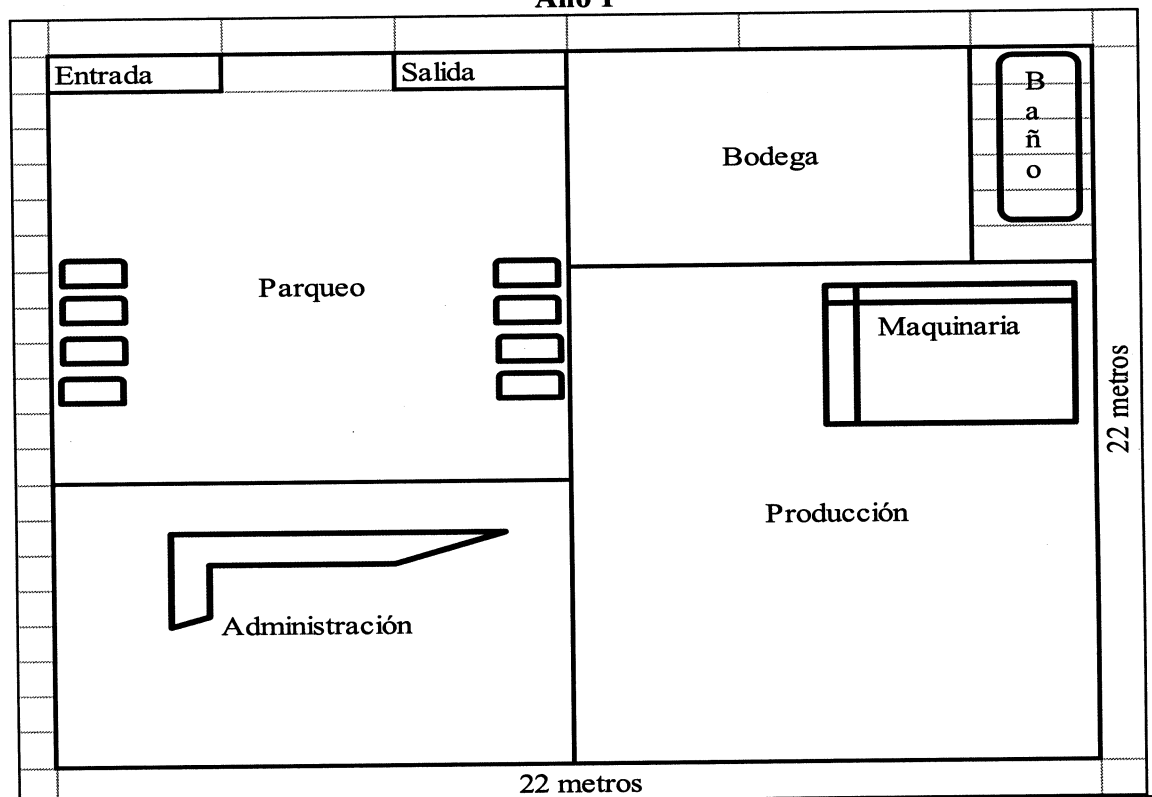 Año 1
Entrada
Salida
Bodega
B
a
ñ
o
Parqueo
Maquinaria
22 metros
Producción
Administración
22 metros